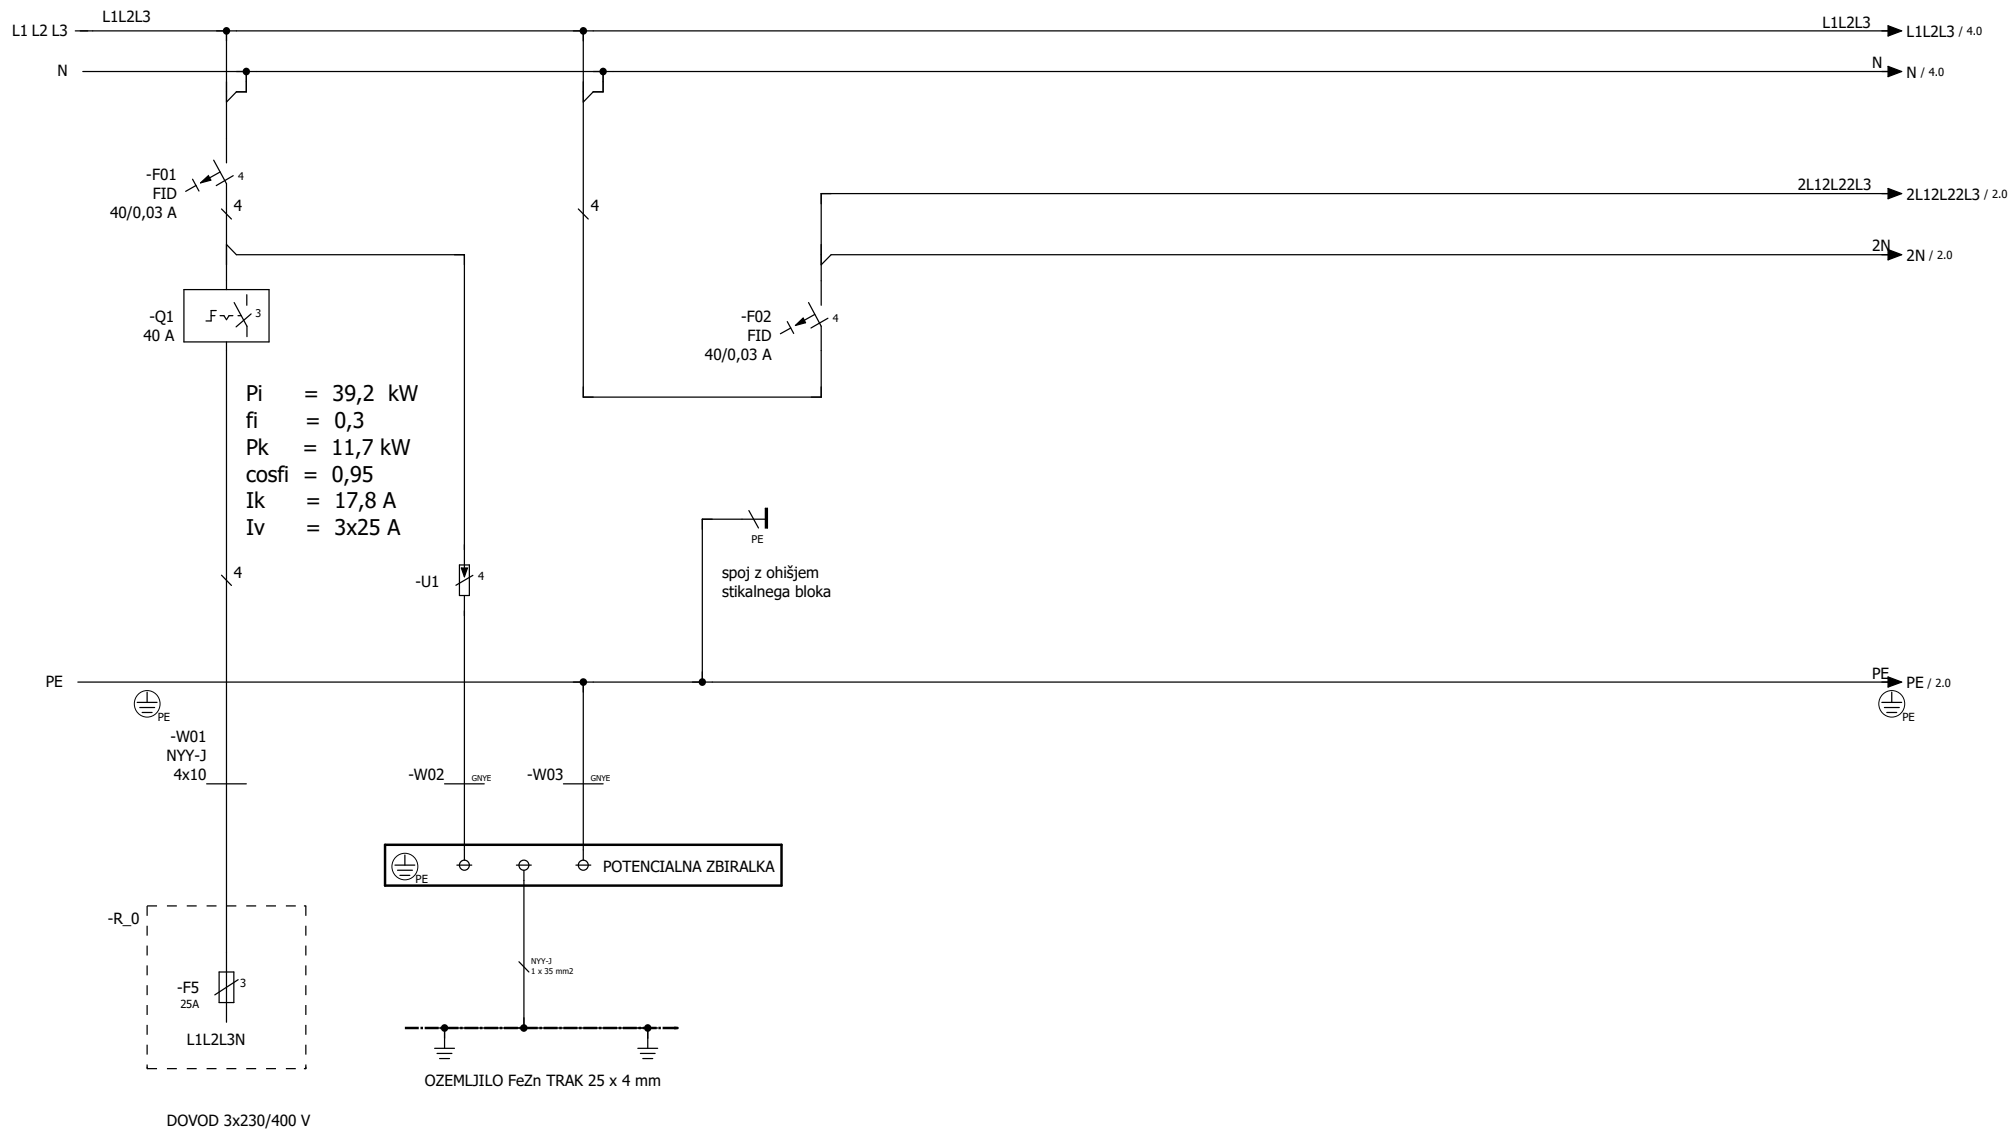 L1L2L3
L1L2L3
L1 L2 L3
L1L2L3 / 4.0
N
N
N / 4.0
-F01
FID
40/0,03 A
4
4
4
2L12L22L3
2L12L22L3 / 2.0
2N
2N / 2.0
-Q1
40 A
3
-F02
FID
40/0,03 A
4
Pi = 39,2 kW
fi = 0,3
Pk = 11,7 kW
cosfi = 0,95
Ik = 17,8 A
Iv = 3x25 A
PE
4
-U1
4
spoj z ohišjem
stikalnega bloka
PE
PE
PE
PE / 2.0
PE
-W01
NYY-J
4x10
-W02
GNYE
-W03
GNYE
PE
POTENCIALNA ZBIRALKA
-R_0
NYY-J
1 x 35 mm2
-F5
25A
3
L1L2L3N
OZEMLJILO FeZn TRAK 25 x 4 mm
DOVOD 3x230/400 V